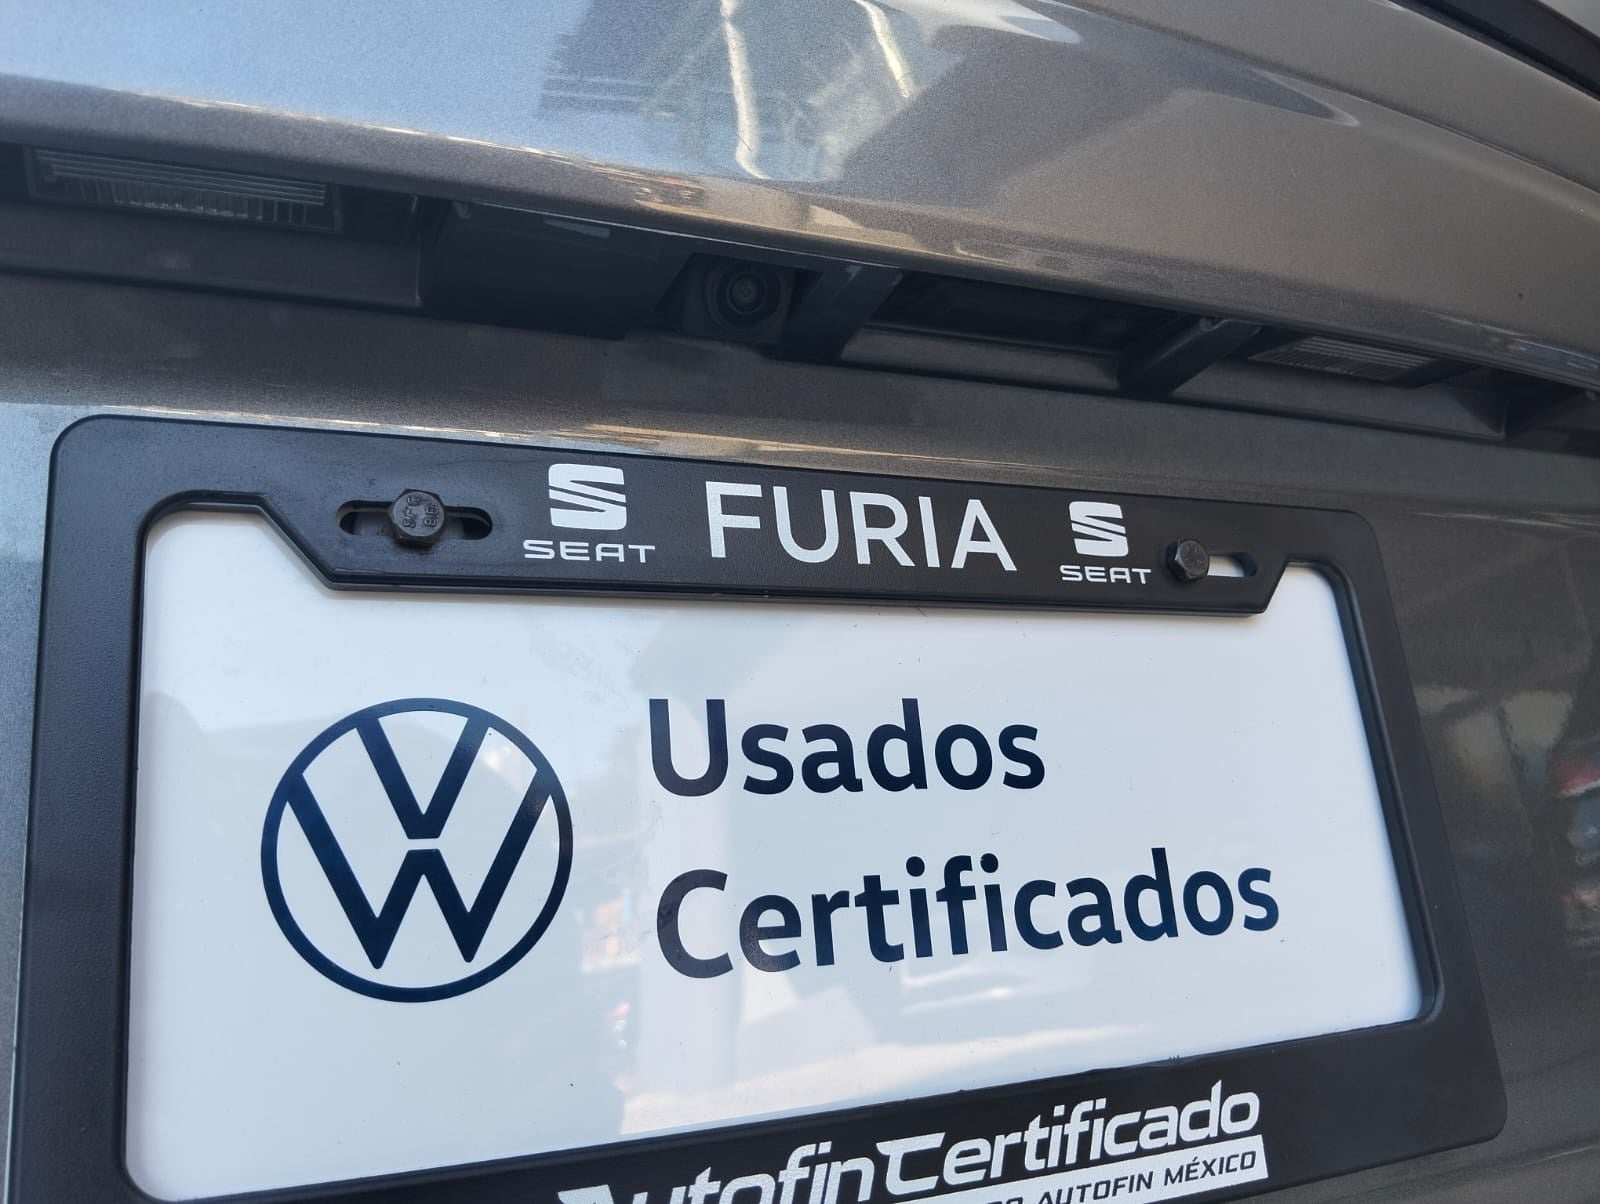 SEAT FURIA SEAT
Usados
Certificados
AutofinCertificado
AUTOFIN MÉXICO